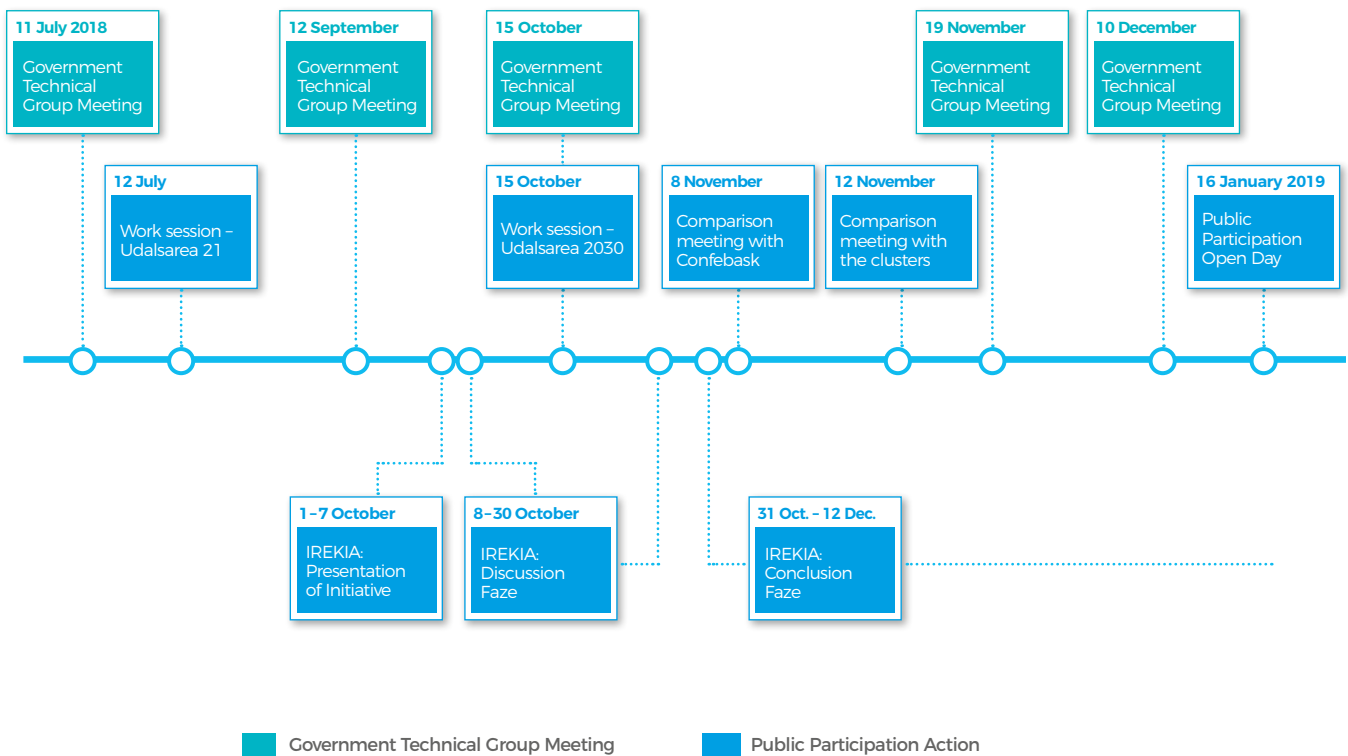 11 July 2018
Government
Technical
Group Meeting
12 September
Government
Technical
Group Meeting
15 October
Government
Technical
Group Meeting
19 November
Government
Technical
Group Meeting
10 December
Government
Technical
Group Meeting
12 July
Work session –
Udalsarea 21
15 October
Work session –
Udalsarea 2030
8 November
Comparison
meeting with
Confebask
12 November
Comparison
meeting with
the clusters
16 January 2019
Public
Participation
Open Day
1–7 October
IREKIA:
Presentation
of Initiative
8–30 October
IREKIA:
Discussion
Faze
31 Oct. – 12 Dec.
IREKIA:
Conclusion
Faze
Government Technical Group Meeting
Public Participation Action